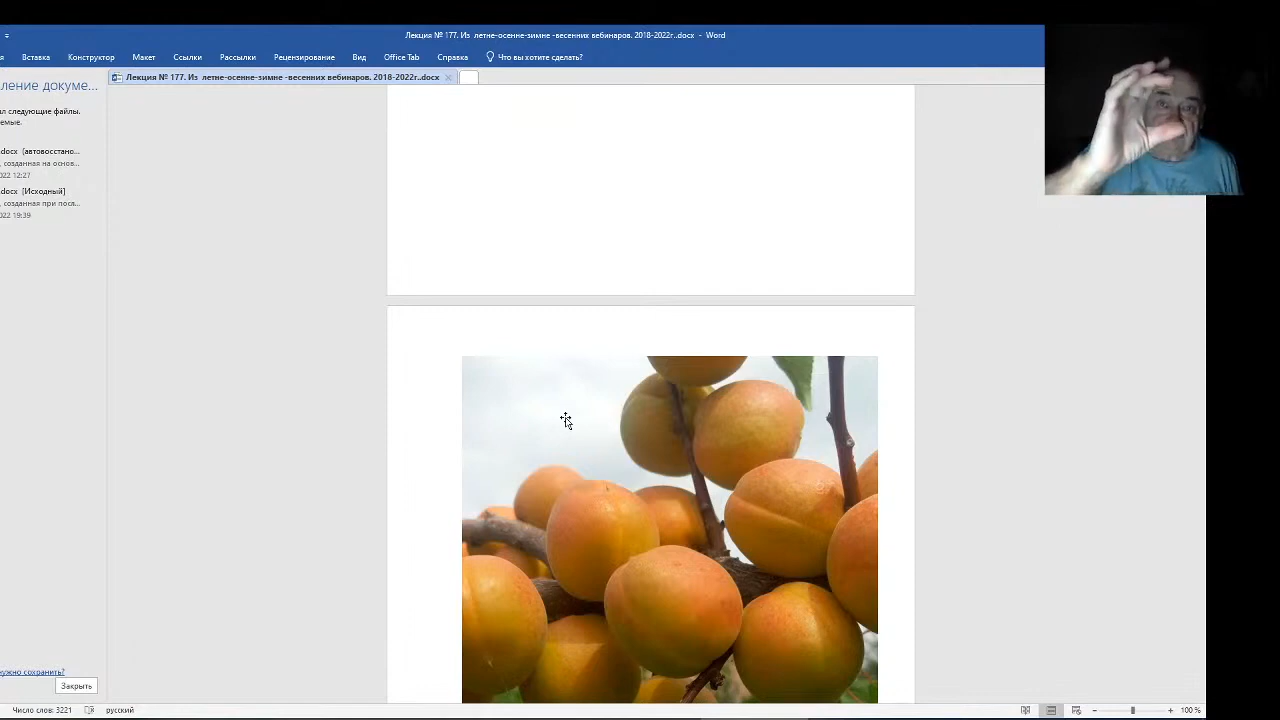 Лекция № 177. Из летне-осенне-зимне -весенних вебинаров. 2018-2022г..docx - Word
Вставка Конструктор Макет Ссылки Рассылки Рецензирование Вид Office Tab Справка Что вы хотите сделать?
Лекция № 177. Из летне-осенне-зимне -весенних вебинаров. 2018-2022г..docx
ление докуме...
л следующие файлы.
емые.
docx [автовосстано...
, созданная на основ...
022 12:27
docx [Исходный]
, созданная при посл...
022 19:39
нужно сохранить?
Закрыть
Число слов: 3221 русский 100 %